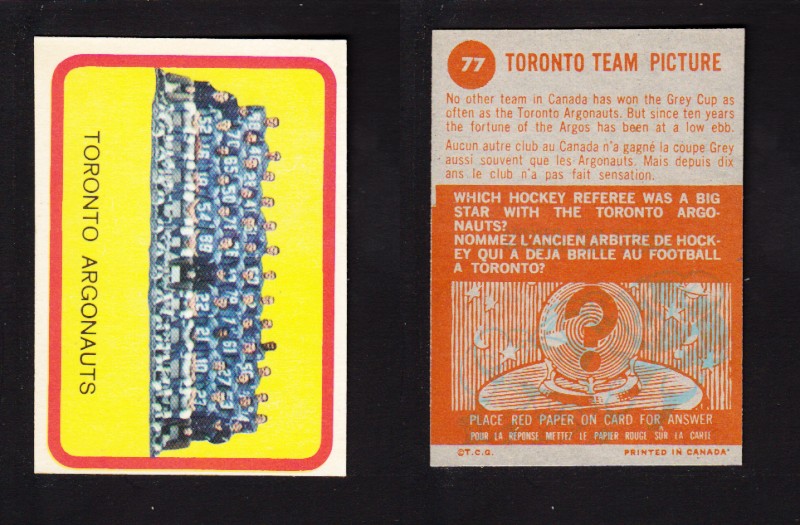 TORONTO ARGONAUTS
77
TORONTO TEAM PICTURE
No other team in Canada has won the Grey Cup as
often as the Toronto Argonauts. But since ten years
the fortune of the Argos has been at a low ebb.
Aucun autre club au Canada n'a gagné la coupe Grey
aussi souvent que les Argonauts. Mais depuis dix
ans le club n'a pas fait sensation.
WHICH HOCKEY REFEREE WAS A BIG
STAR WITH THE TORONTO ARGO-
NAUTS?
NOMMEZ L'ANCIEN ARBITRE DE HOCK-
EY QUI A DEJA BRILLE AU FOOTBALL
A TORONTO?
?
PLACE RED PAPER ON CARD FOR ANSWER
POUR LA RÉPONSE METTEZ LE PAPIER ROUGE SUR LA CARTE
©T.C.G. PRINTED IN CANADA